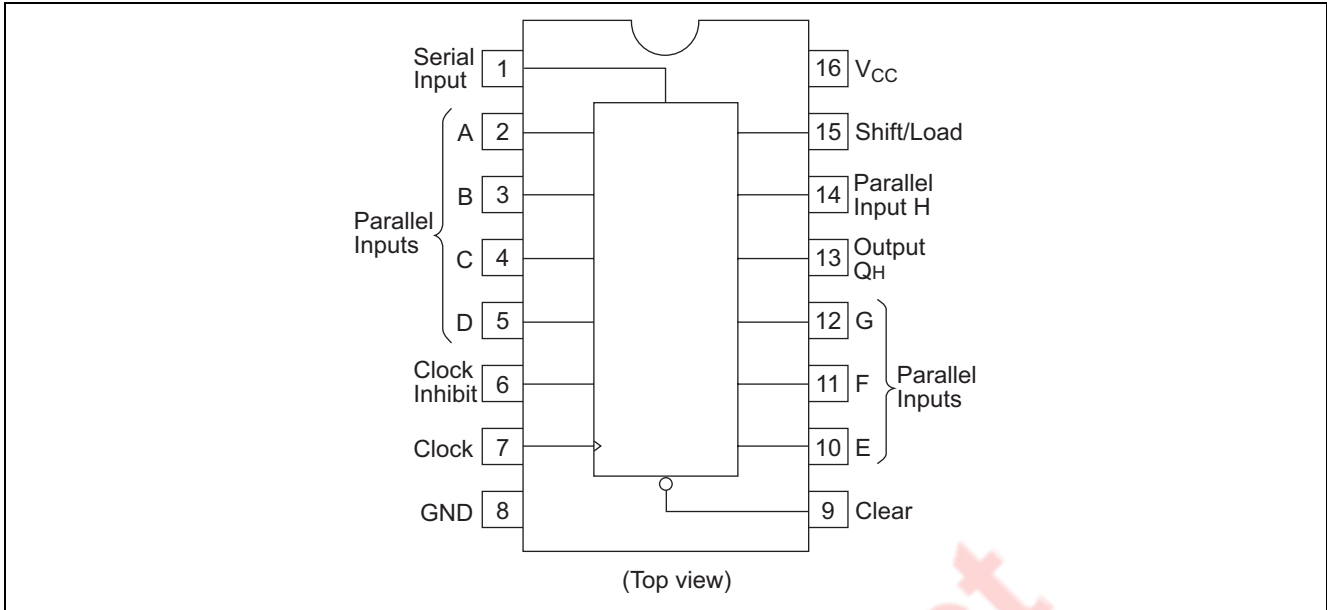 Serial
Input
1
16
VCC
A
2
15
Shift/Load
B
3
14
Parallel
Input H
Parallel
Inputs
C
4
13
Output
QH
D
5
12
G
Clock
Inhibit
6
11
F
Parallel
Inputs
Clock
7
10
E
GND
8
9
Clear
(Top view)